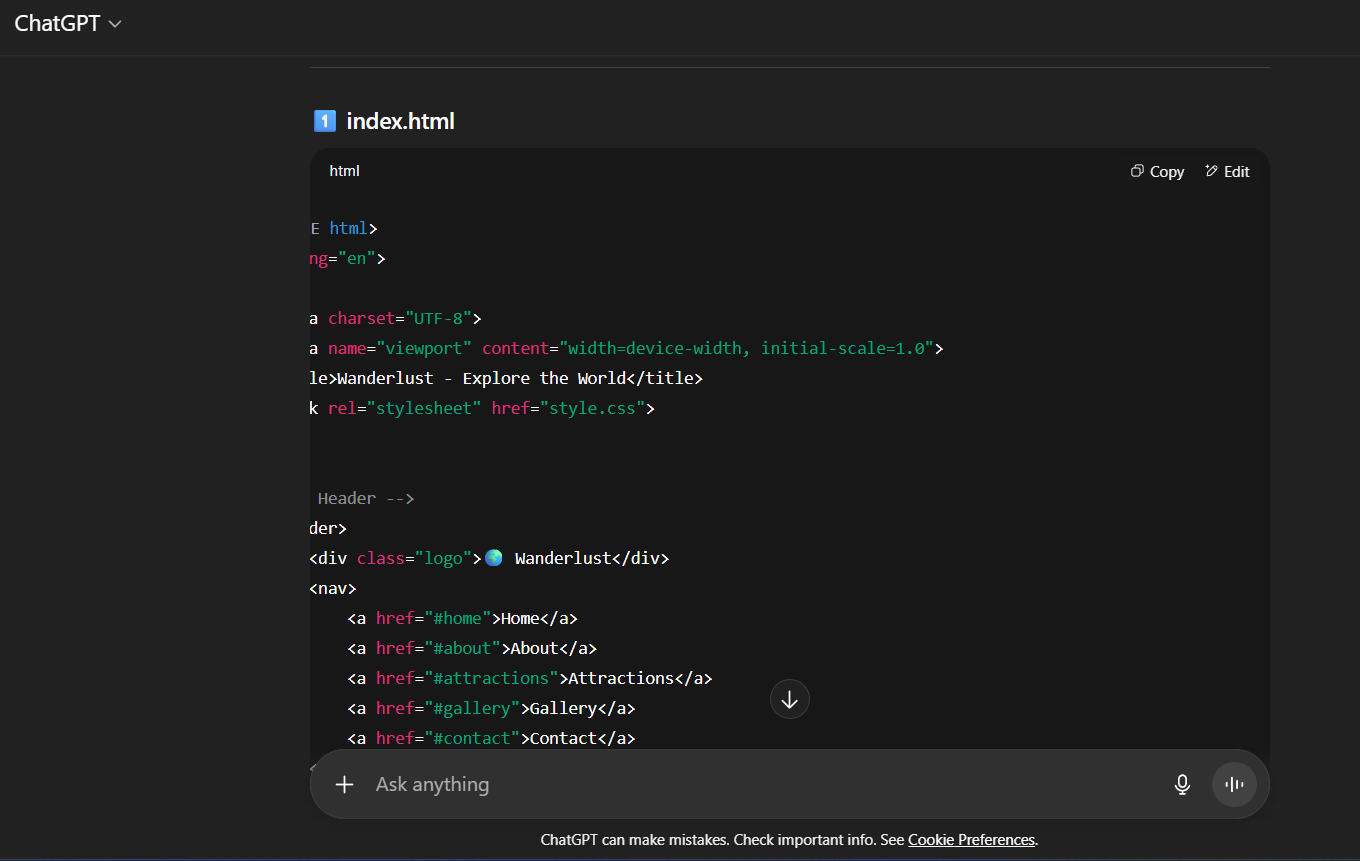 ChatGPT
1 index.html
html
Copy Edit
E html>
ng="en">
a charset="UTF-8">
a name="viewport" content="width=device-width, initial-scale=1.0">
le>Wanderlust - Explore the World</title>
k rel="stylesheet" href="style.css">
Header -->
der>
<div class="logo">🌍 Wanderlust</div>
<nav>
<a href="#home">Home</a>
<a href="#about">About</a>
<a href="#attractions">Attractions</a>
<a href="#gallery">Gallery</a>
<a href="#contact">Contact</a>
Ask anything
ChatGPT can make mistakes. Check important info. See Cookie Preferences.